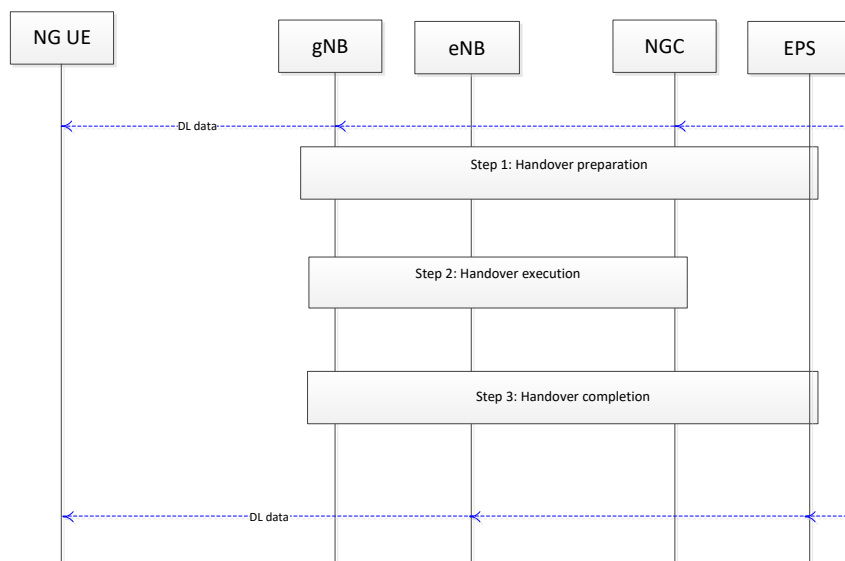 NG UE
gNB
eNB
NGC
EPS
DL data
Step 1: Handover preparation
Step 2: Handover execution
Step 3: Handover completion
DL data